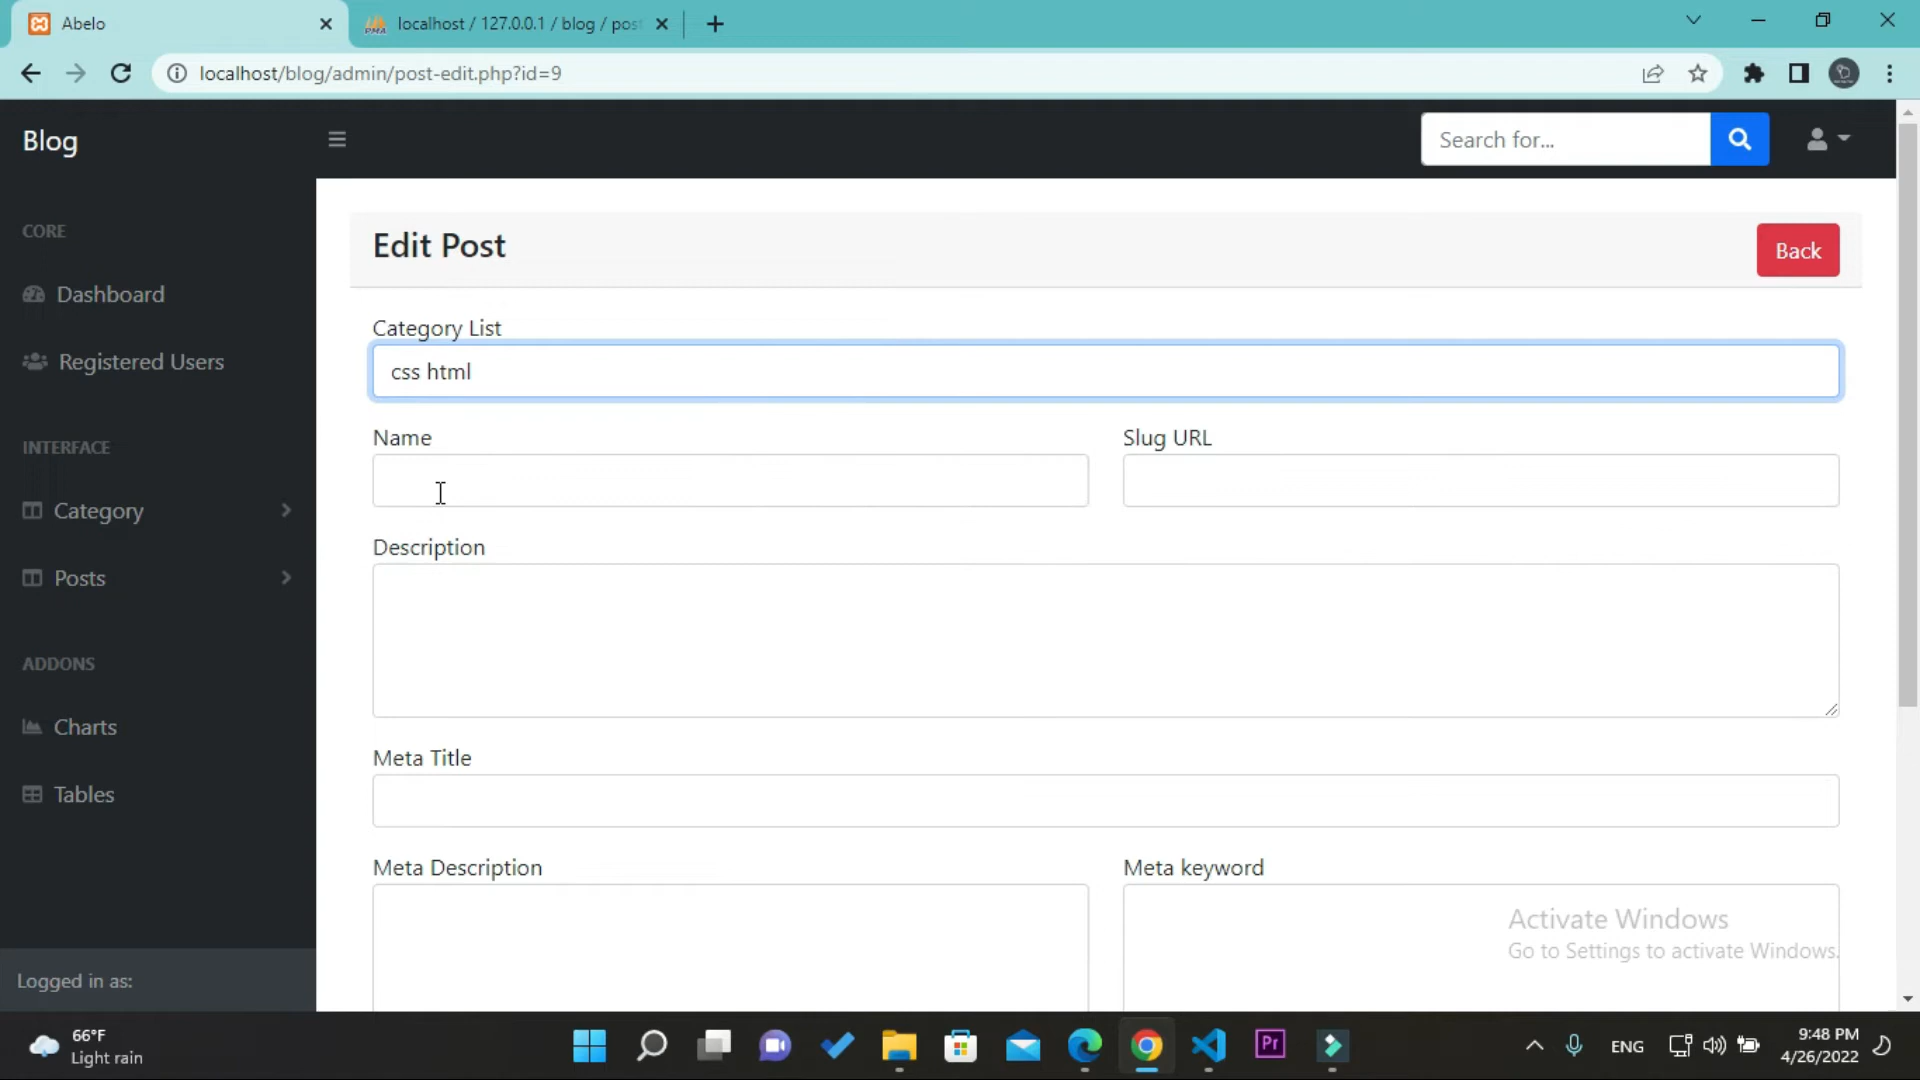 Abelo
localhost / 127.0.0.1 / blog / post
localhost/blog/admin/post-edit.php?id=9
Blog
Search for...
CORE
Dashboard
Registered Users
INTERFACE
Category
Posts
ADDONS
Charts
Tables
Logged in as:
Edit Post
Back
Category List
css html
Name
Slug URL
Description
Meta Title
Meta Description
Meta keyword
Activate Windows
Go to Settings to activate Windows.
66°F
Light rain
Pr
ENG
9:48 PM
4/26/2022